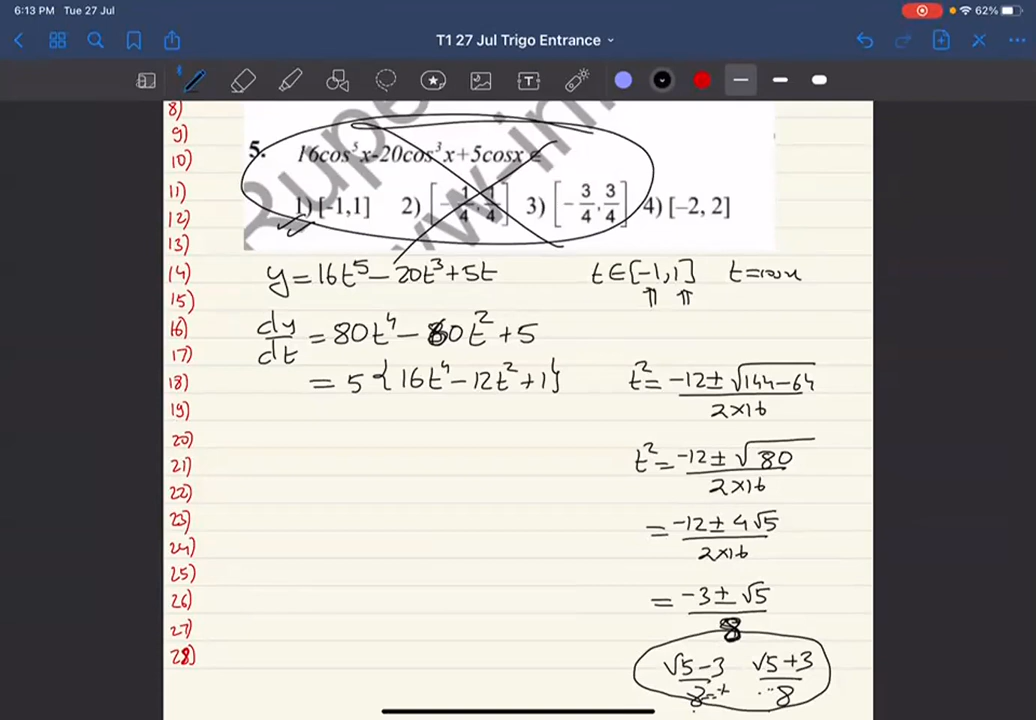 6:13 PM Tue 27 Jul
62%
T1 27 Jul Trigo Entrance
8)
9)
10)
11)
12)
13)
14)
15)
16)
17)
18)
19)
20)
21)
22)
23)
24)
25)
26)
27)
28)
5. 16cos⁵x-20cos³x+5cosx ∈
1) [-1,1] 2) [-1/4, 1/4] 3) [-3/4, 3/4] 4) [–2, 2]
y = 16t⁵ – 20t³ + 5t t ∈ [-1, 1] t = cos x
dy/dt = 80t⁴ – 60t² + 5
= 5 { 16t⁴ – 12t² + 1 }
t² = (-12 ± √(144-64))/(2×16)
t² = (-12 ± √80)/(2×16)
= (-12 ± 4√5)/(2×16)
= (-3 ± √5)/8
(√5-3)/8 (√5+3)/8